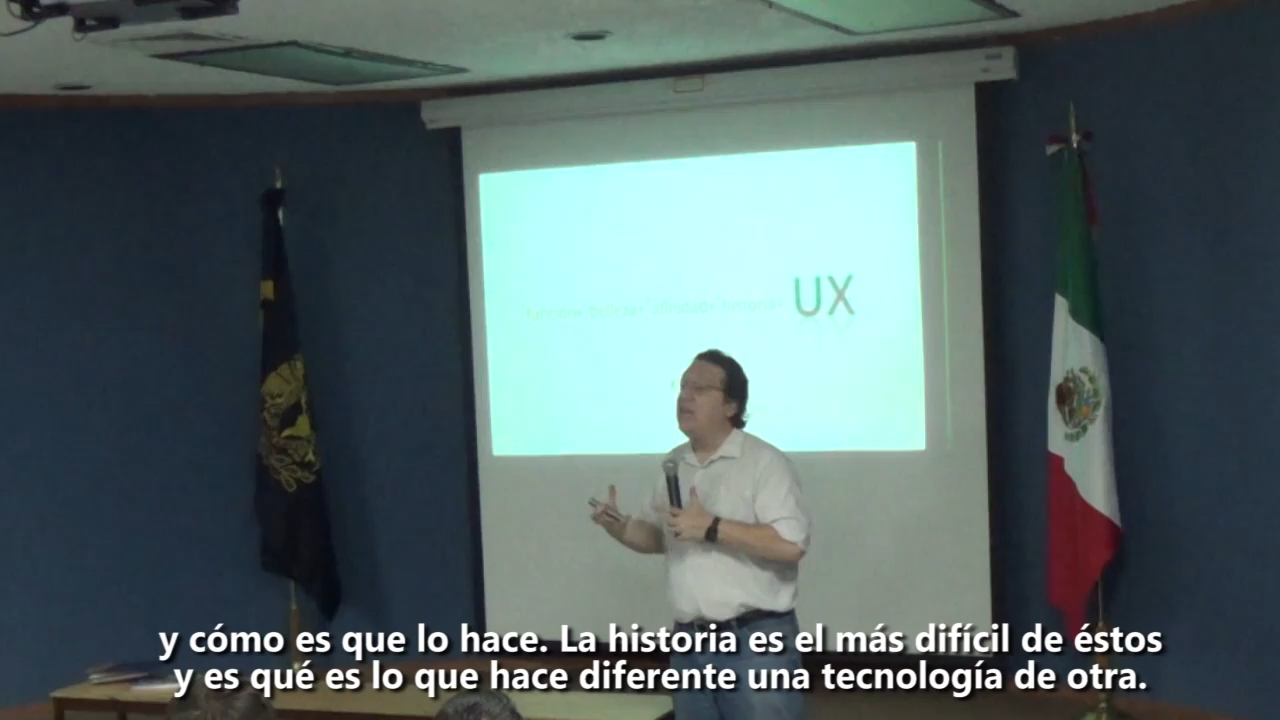 UX
y cómo es que lo hace. La historia es el más difícil de éstos
y es qué es lo que hace diferente una tecnología de otra.